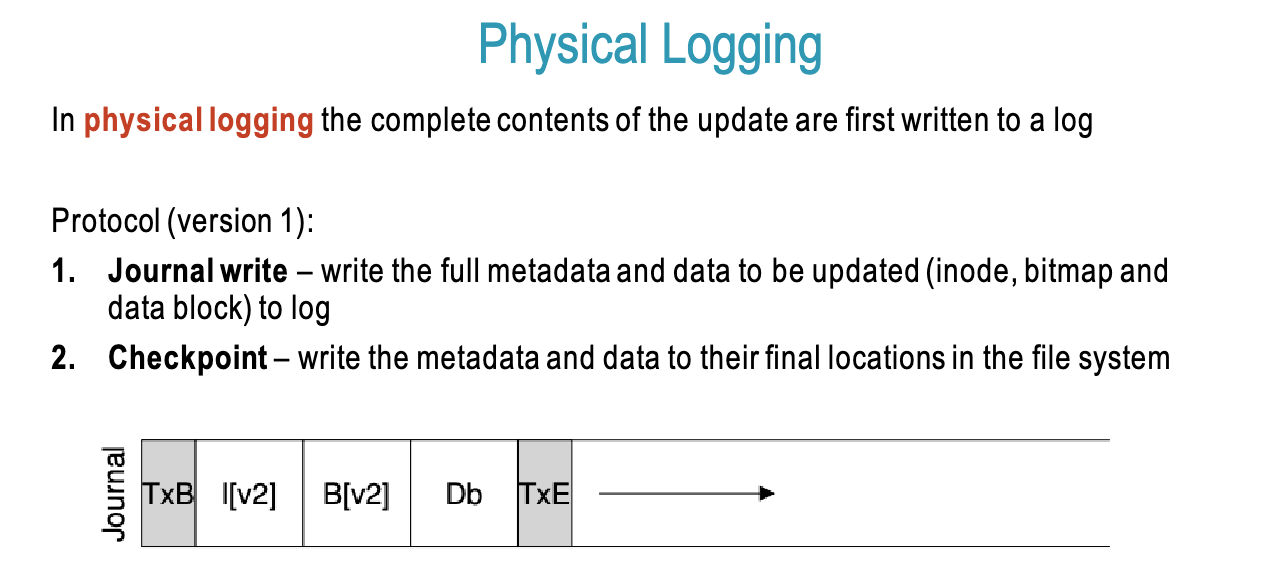 Physical Logging
In physical logging the complete contents of the update are first written to a log
Protocol (version 1):
1. Journal write – write the full metadata and data to be updated (inode, bitmap and
data block) to log
2. Checkpoint – write the metadata and data to their final locations in the file system
Journal
TxB I[v2] B[v2] Db TxE